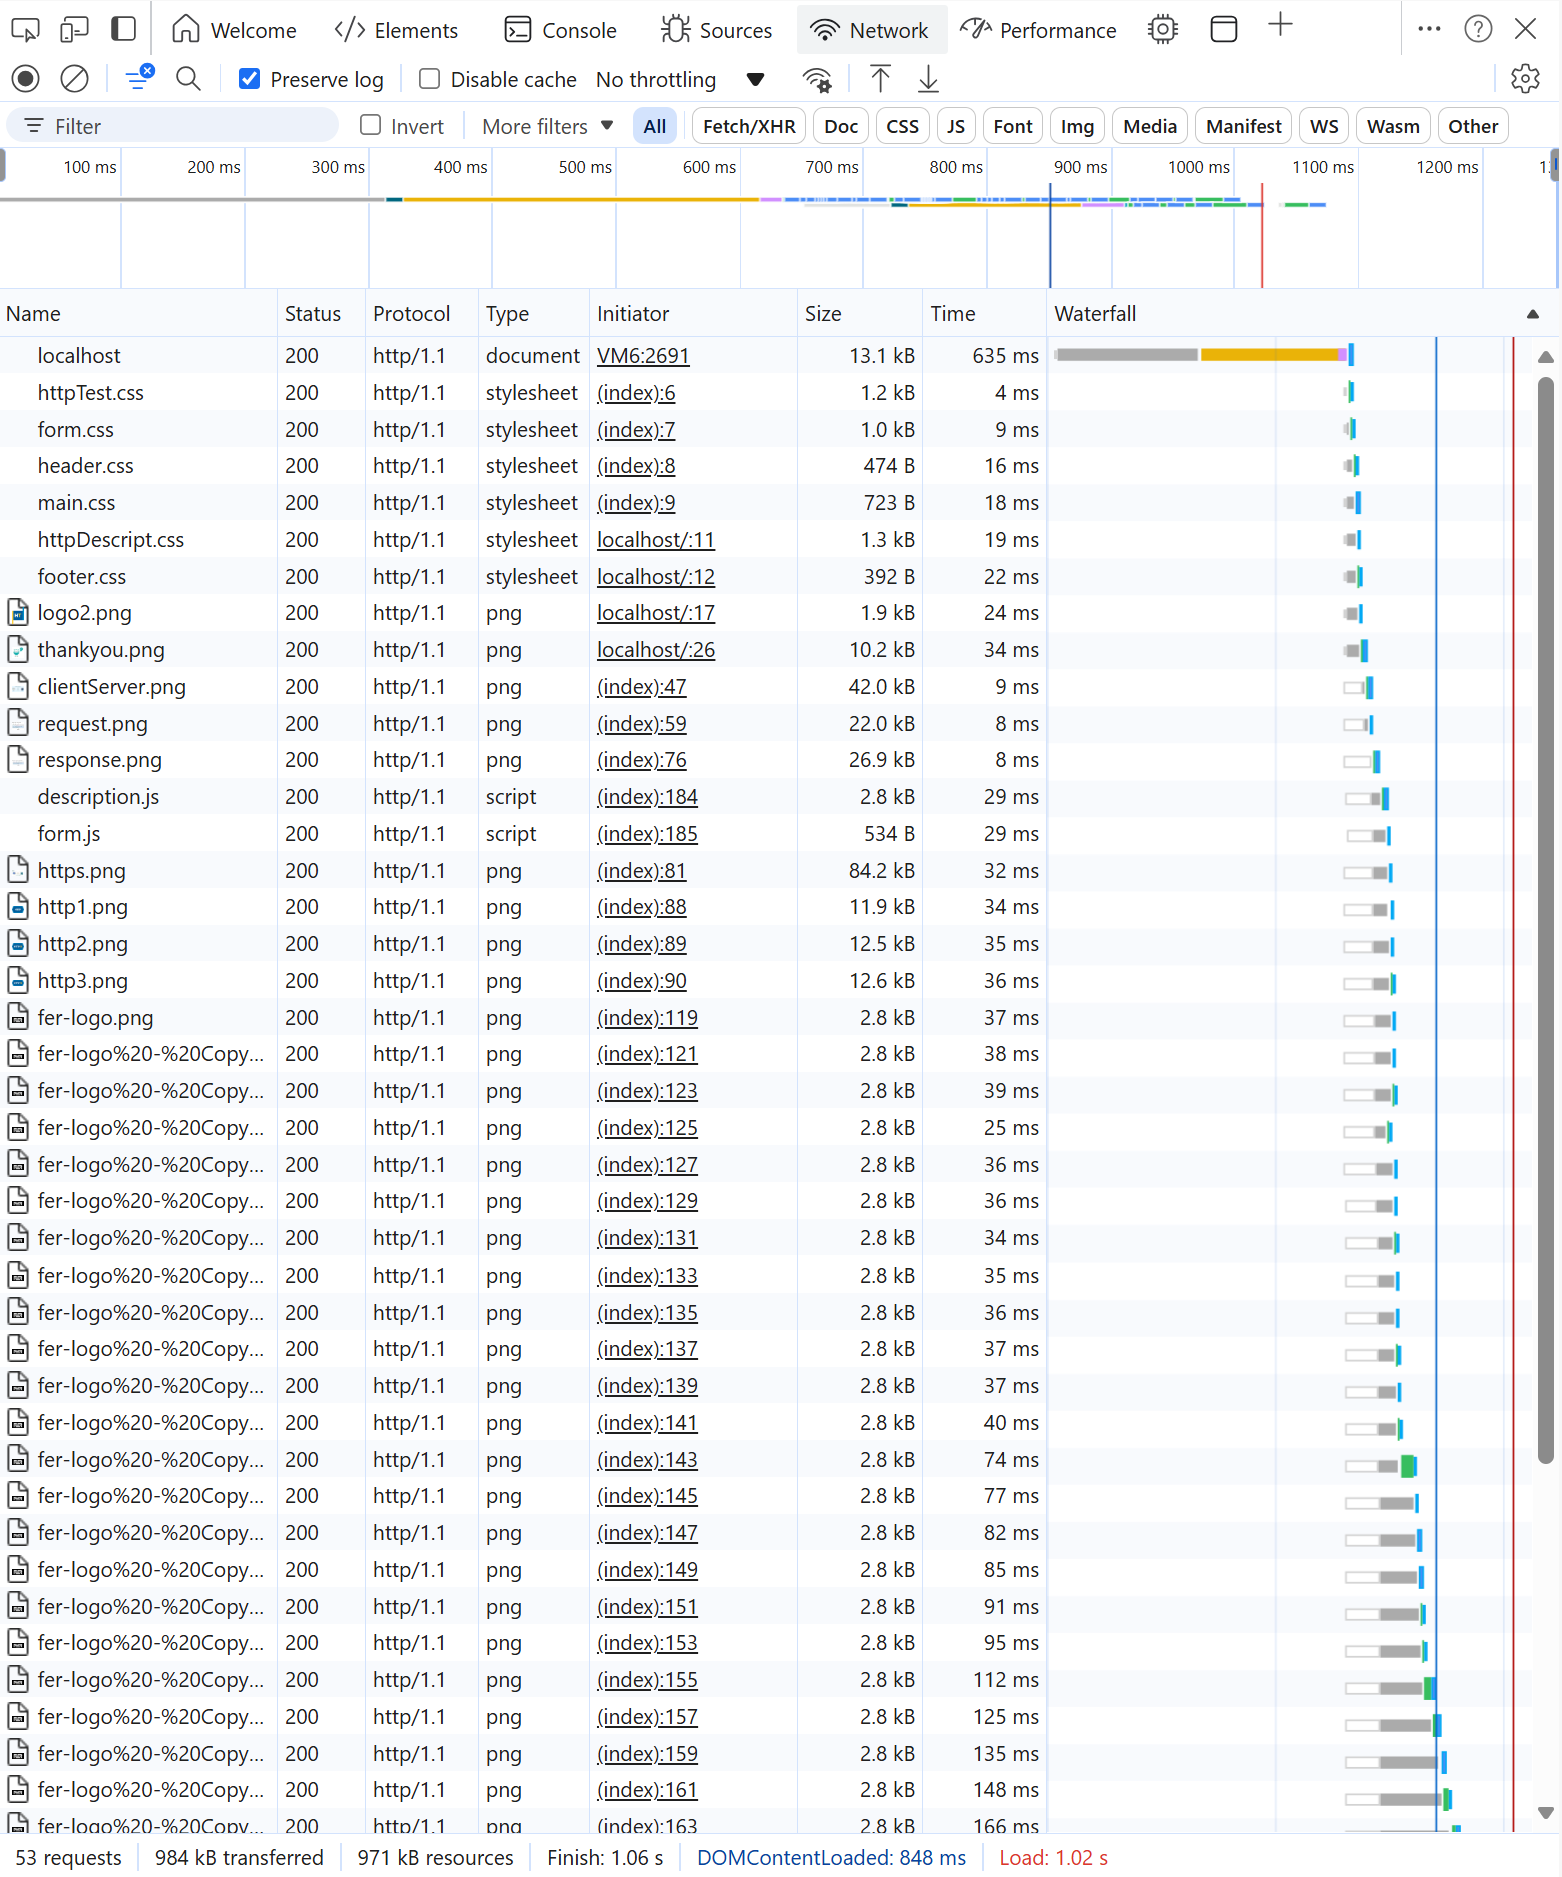 Welcome Elements Console Sources Network Performance
Preserve log Disable cache No throttling
Filter Invert More filters All Fetch/XHR Doc CSS JS Font Img Media Manifest WS Wasm Other
100 ms 200 ms 300 ms 400 ms 500 ms 600 ms 700 ms 800 ms 900 ms 1000 ms 1100 ms 1200 ms
Name Status Protocol Type Initiator Size Time Waterfall
localhost 200 http/1.1 document VM6:2691 13.1 kB 635 ms
httpTest.css 200 http/1.1 stylesheet (index):6 1.2 kB 4 ms
form.css 200 http/1.1 stylesheet (index):7 1.0 kB 9 ms
header.css 200 http/1.1 stylesheet (index):8 474 B 16 ms
main.css 200 http/1.1 stylesheet (index):9 723 B 18 ms
httpDescript.css 200 http/1.1 stylesheet localhost/:11 1.3 kB 19 ms
footer.css 200 http/1.1 stylesheet localhost/:12 392 B 22 ms
logo2.png 200 http/1.1 png localhost/:17 1.9 kB 24 ms
thankyou.png 200 http/1.1 png localhost/:26 10.2 kB 34 ms
clientServer.png 200 http/1.1 png (index):47 42.0 kB 9 ms
request.png 200 http/1.1 png (index):59 22.0 kB 8 ms
response.png 200 http/1.1 png (index):76 26.9 kB 8 ms
description.js 200 http/1.1 script (index):184 2.8 kB 29 ms
form.js 200 http/1.1 script (index):185 534 B 29 ms
https.png 200 http/1.1 png (index):81 84.2 kB 32 ms
http1.png 200 http/1.1 png (index):88 11.9 kB 34 ms
http2.png 200 http/1.1 png (index):89 12.5 kB 35 ms
http3.png 200 http/1.1 png (index):90 12.6 kB 36 ms
fer-logo.png 200 http/1.1 png (index):119 2.8 kB 37 ms
fer-logo%20-%20Copy... 200 http/1.1 png (index):121 2.8 kB 38 ms
fer-logo%20-%20Copy... 200 http/1.1 png (index):123 2.8 kB 39 ms
fer-logo%20-%20Copy... 200 http/1.1 png (index):125 2.8 kB 25 ms
fer-logo%20-%20Copy... 200 http/1.1 png (index):127 2.8 kB 36 ms
fer-logo%20-%20Copy... 200 http/1.1 png (index):129 2.8 kB 36 ms
fer-logo%20-%20Copy... 200 http/1.1 png (index):131 2.8 kB 34 ms
fer-logo%20-%20Copy... 200 http/1.1 png (index):133 2.8 kB 35 ms
fer-logo%20-%20Copy... 200 http/1.1 png (index):135 2.8 kB 36 ms
fer-logo%20-%20Copy... 200 http/1.1 png (index):137 2.8 kB 37 ms
fer-logo%20-%20Copy... 200 http/1.1 png (index):139 2.8 kB 37 ms
fer-logo%20-%20Copy... 200 http/1.1 png (index):141 2.8 kB 40 ms
fer-logo%20-%20Copy... 200 http/1.1 png (index):143 2.8 kB 74 ms
fer-logo%20-%20Copy... 200 http/1.1 png (index):145 2.8 kB 77 ms
fer-logo%20-%20Copy... 200 http/1.1 png (index):147 2.8 kB 82 ms
fer-logo%20-%20Copy... 200 http/1.1 png (index):149 2.8 kB 85 ms
fer-logo%20-%20Copy... 200 http/1.1 png (index):151 2.8 kB 91 ms
fer-logo%20-%20Copy... 200 http/1.1 png (index):153 2.8 kB 95 ms
fer-logo%20-%20Copy... 200 http/1.1 png (index):155 2.8 kB 112 ms
fer-logo%20-%20Copy... 200 http/1.1 png (index):157 2.8 kB 125 ms
fer-logo%20-%20Copy... 200 http/1.1 png (index):159 2.8 kB 135 ms
fer-logo%20-%20Copy... 200 http/1.1 png (index):161 2.8 kB 148 ms
fer-logo%20-%20Copy... 200 http/1.1 png (index):163 2.8 kB 166 ms
53 requests 984 kB transferred 971 kB resources Finish: 1.06 s DOMContentLoaded: 848 ms Load: 1.02 s